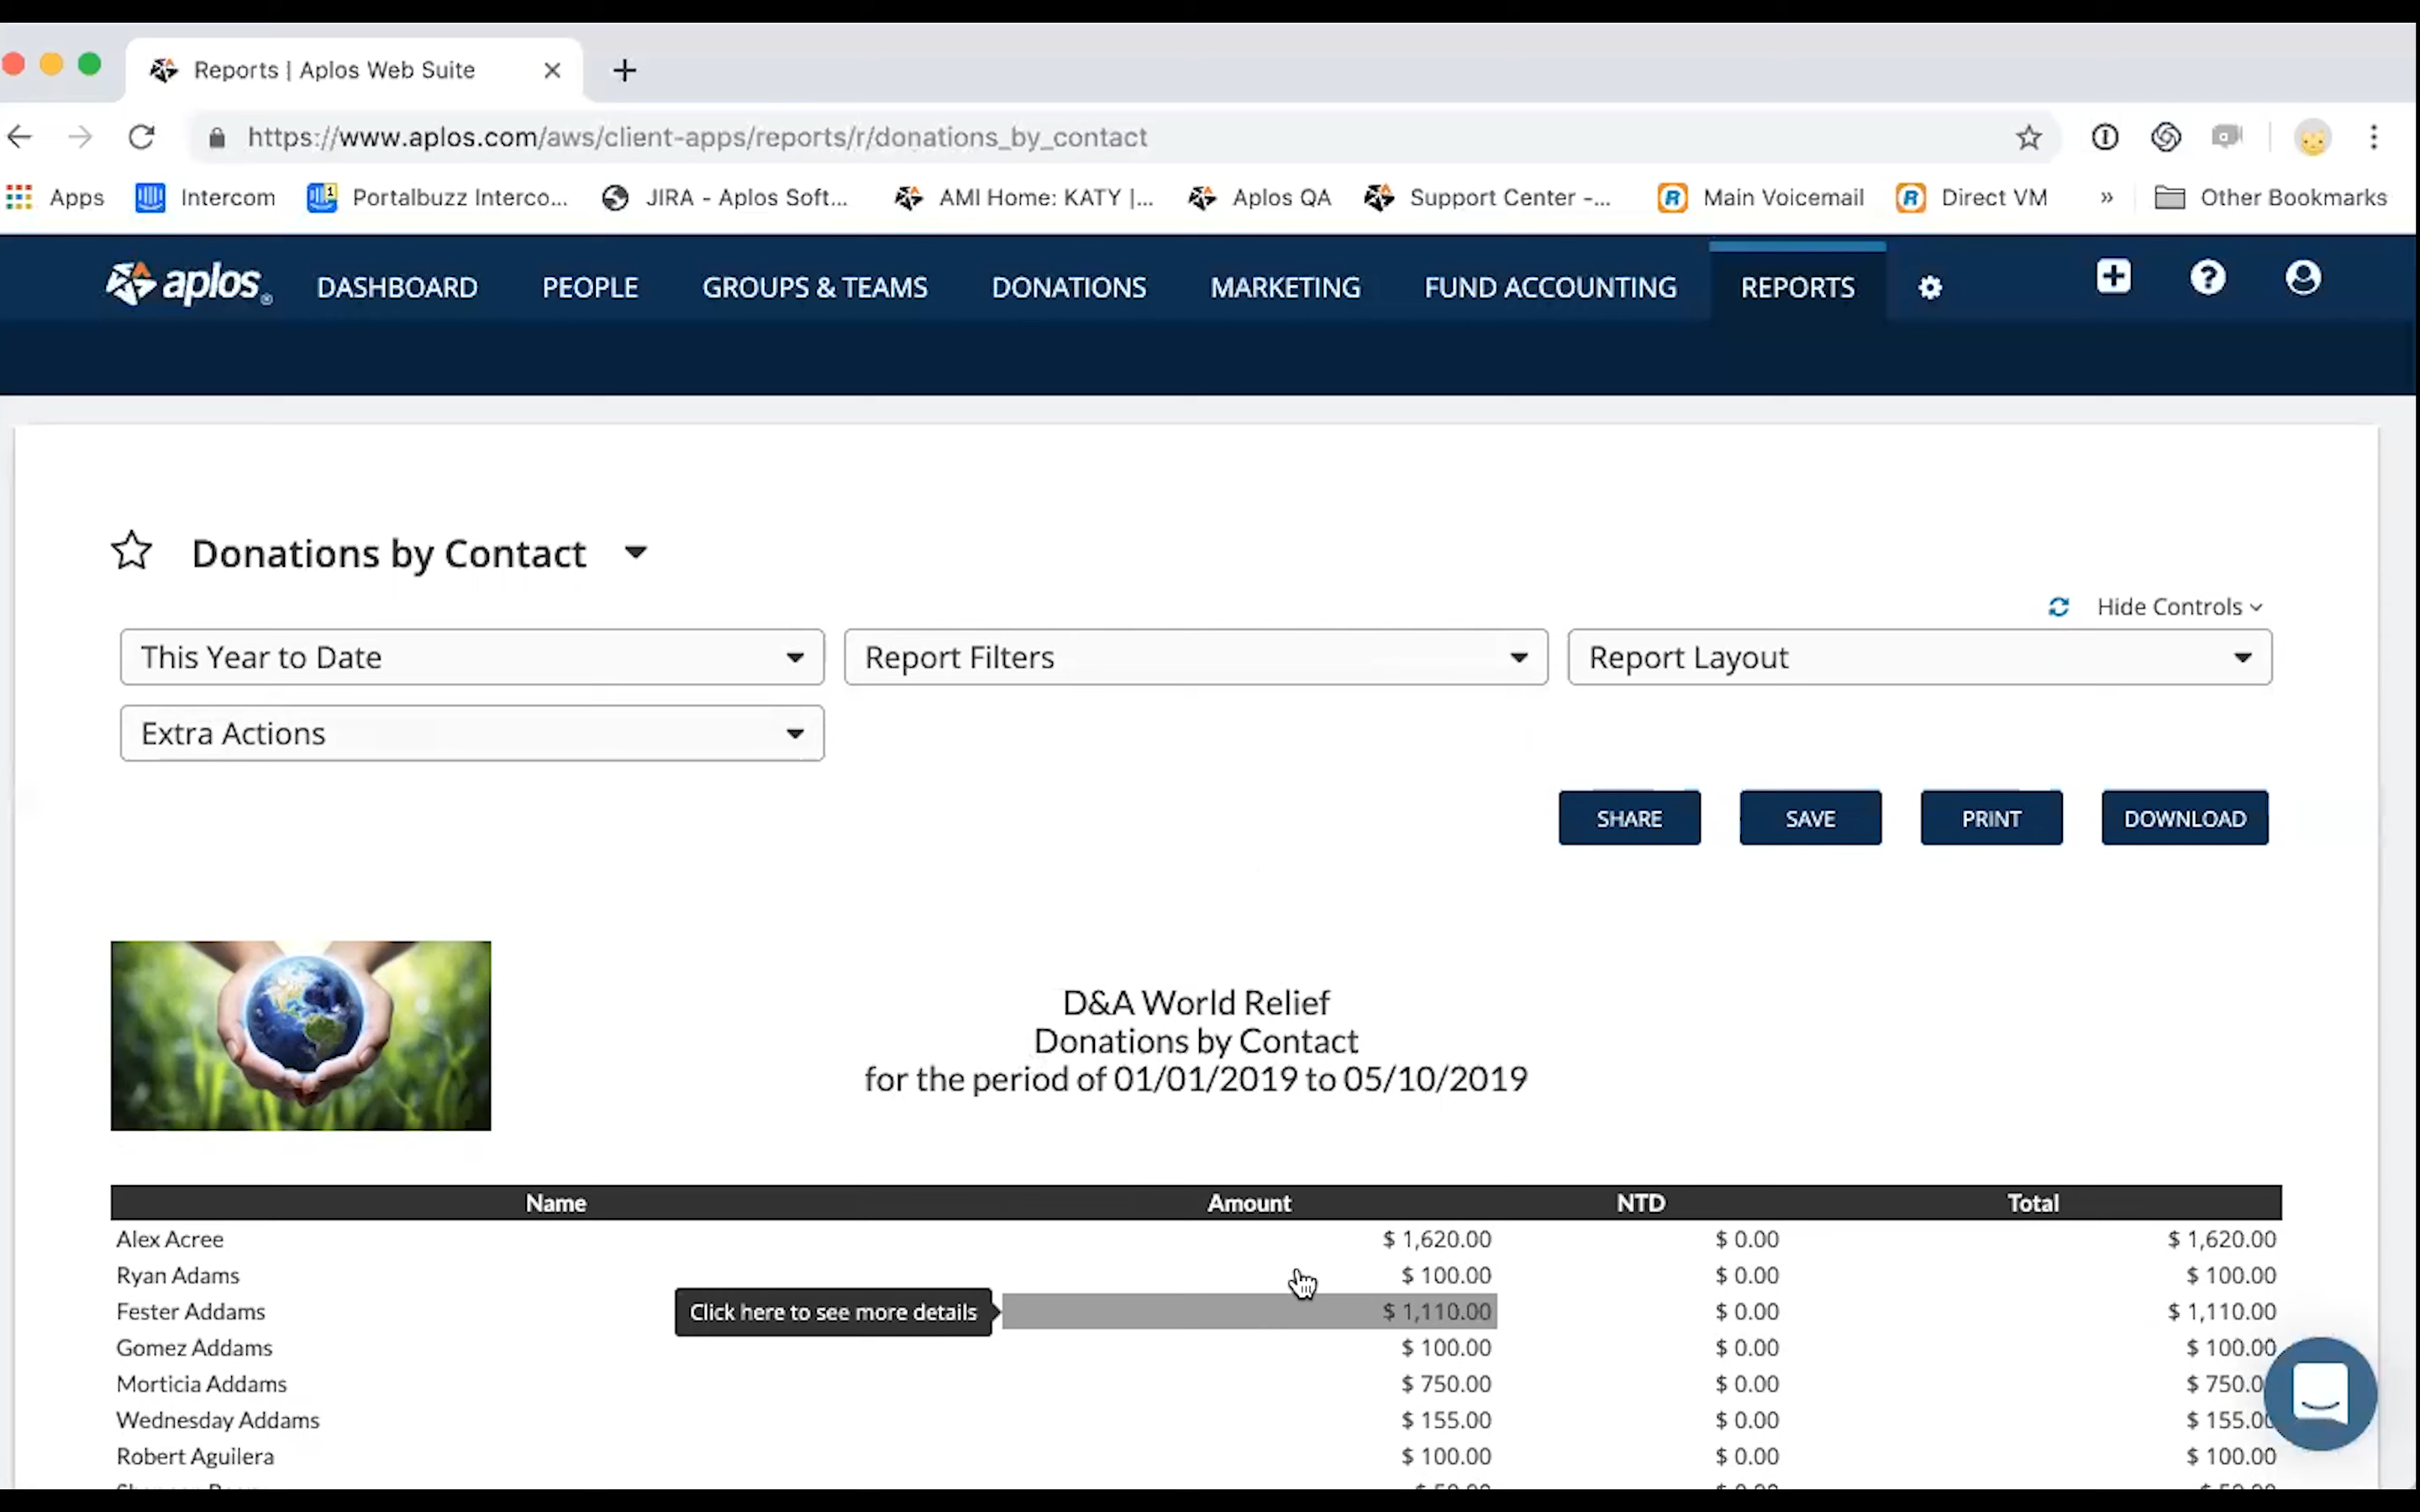 Reports | Aplos Web Suite
https://www.aplos.com/aws/client-apps/reports/r/donations_by_contact
Apps Intercom Portalbuzz Interco... JIRA - Aplos Soft... AMI Home: KATY |... Aplos QA Support Center -... Main Voicemail Direct VM » Other Bookmarks
aplos DASHBOARD PEOPLE GROUPS & TEAMS DONATIONS MARKETING FUND ACCOUNTING REPORTS
Donations by Contact
Hide Controls
This Year to Date Report Filters Report Layout
Extra Actions
SHARE SAVE PRINT DOWNLOAD
D&A World Relief
Donations by Contact
for the period of 01/01/2019 to 05/10/2019
Name Amount NTD Total
Alex Acree $ 1,620.00 $ 0.00 $ 1,620.00
Ryan Adams $ 100.00 $ 0.00 $ 100.00
Fester Addams Click here to see more details $ 1,110.00 $ 0.00 $ 1,110.00
Gomez Addams $ 100.00 $ 0.00 $ 100.00
Morticia Addams $ 750.00 $ 0.00 $ 750.0
Wednesday Addams $ 155.00 $ 0.00 $ 155.00
Robert Aguilera $ 100.00 $ 0.00 $ 100.00